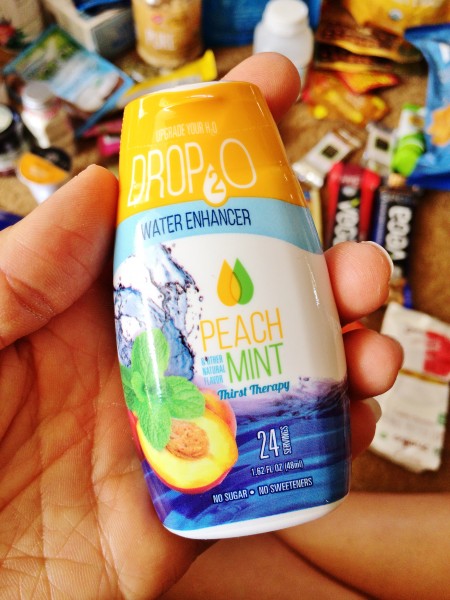 UPGRADE YOUR H2O
DROP2O
WATER ENHANCER
PEACH
& OTHER
NATURAL
FLAVOR
MINT
Thirst Therapy
24 SERVINGS
1.62 FL OZ (48ml)
NO SUGAR • NO SWEETENERS